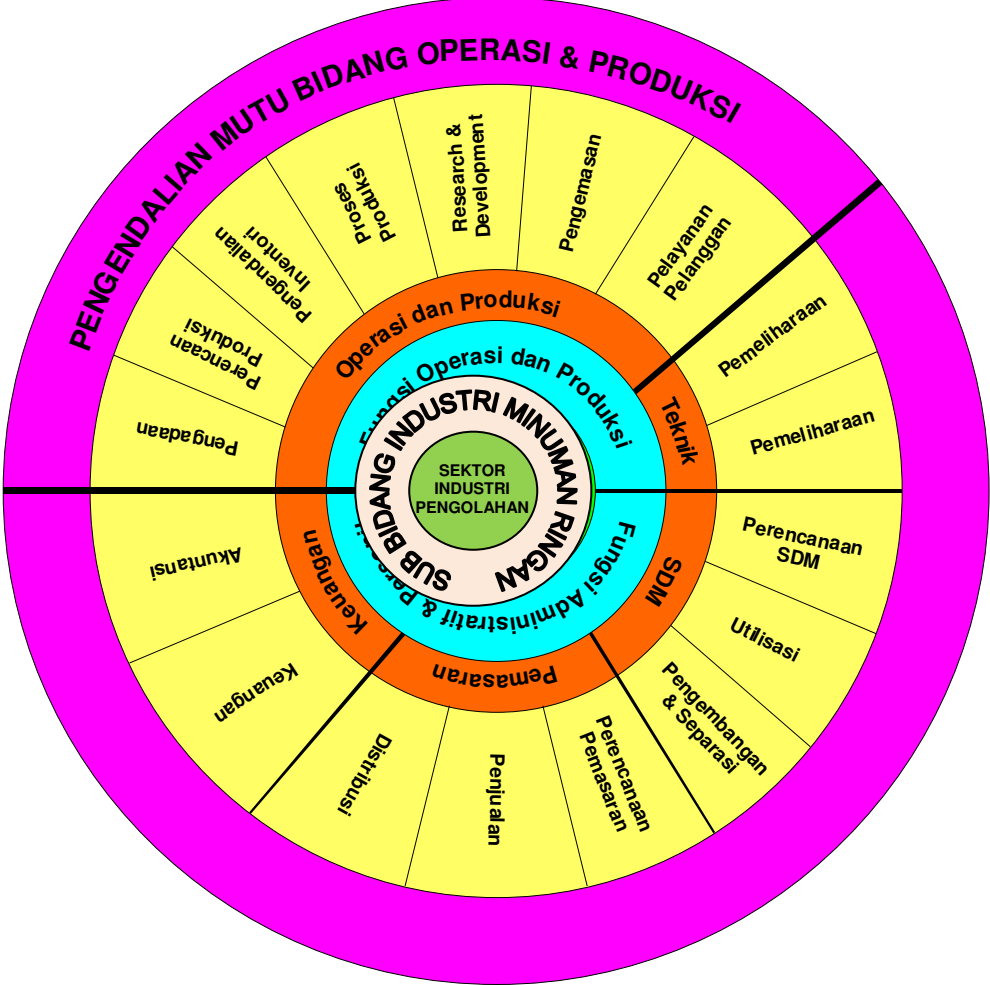 PENGENDALIAN MUTU BIDANG OPERASI & PRODUKSI
Pengadaan
Perencaan
Produksi
Pengendalian
Inventori
Proses
Produksi
Research &
Development
Pengemasan
Pelayanan
Pelanggan
Pemeliharaan
Pemeliharaan
Perencanaan
SDM
Utilisasi
Pengembangan
& Separasi
Perencanaan
Pemasaran
Penjualan
Distribusi
Keuangan
Akuntansi
Operasi dan Produksi
Teknik
SDM
Pemasaran
Keuangan
Fungsi Operasi dan Produksi
Fungsi Administratif &
SUB BIDANG INDUSTRI MINUMAN RINGAN
SEKTOR
INDUSTRI
PENGOLAHAN